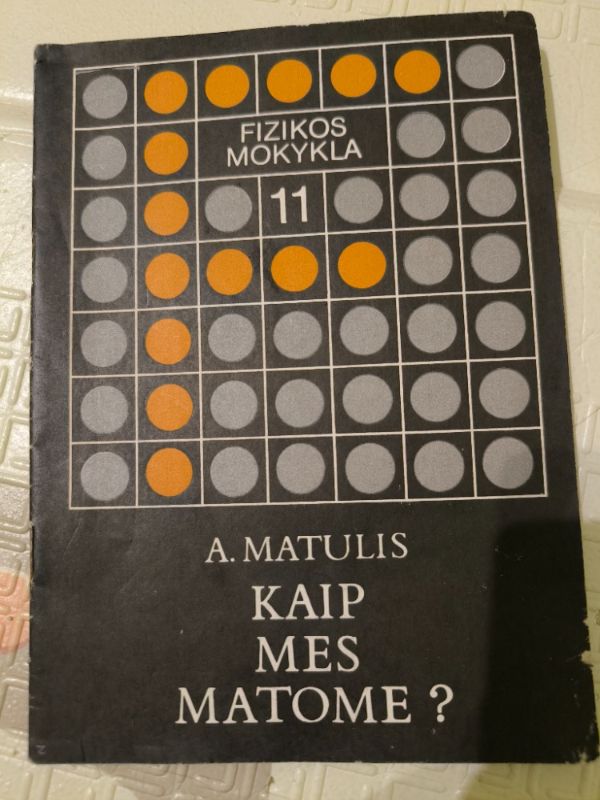 FIZIKOS
MOKYKLA
11
A. MATULIS
KAIP
MES
MATOME ?